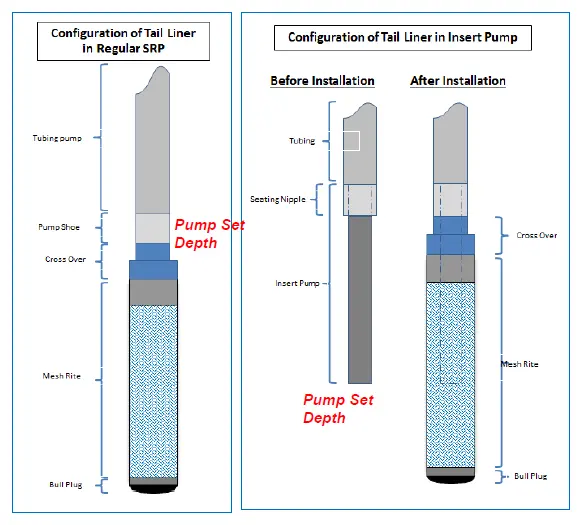 Configuration of Tail Liner
in Regular SRP
Tubing pump
Pump Shoe
Pump Set
Depth
Cross Over
Mesh Rite
Bull Plug
Configuration of Tail Liner in Insert Pump
Before Installation
After Installation
Tubing
Seating Nipple
Cross Over
Insert Pump
Mesh Rite
Pump Set
Depth
Bull Plug